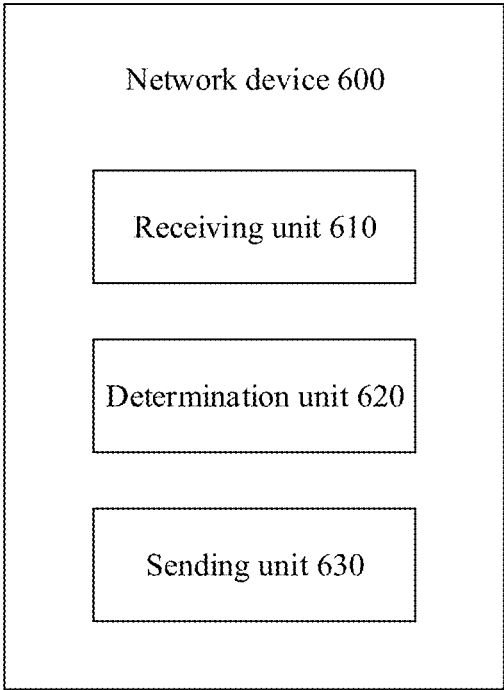 Network device 600
Receiving unit 610
Determination unit 620
Sending unit 630